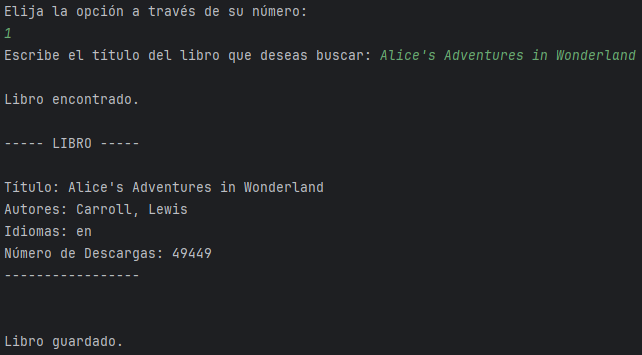 Elija la opción a través de su número:
1
Escribe el título del libro que deseas buscar: Alice's Adventures in Wonderland
Libro encontrado.
----- LIBRO -----
Título: Alice's Adventures in Wonderland
Autores: Carroll, Lewis
Idiomas: en
Número de Descargas: 49449
-----------------
Libro guardado.